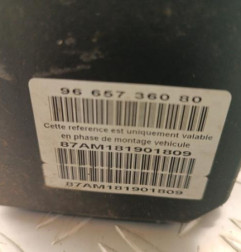 96 657 360 80
Cette reference est uniquement valable
en phase de montage vehicule
87AM181901809
87AM181901809